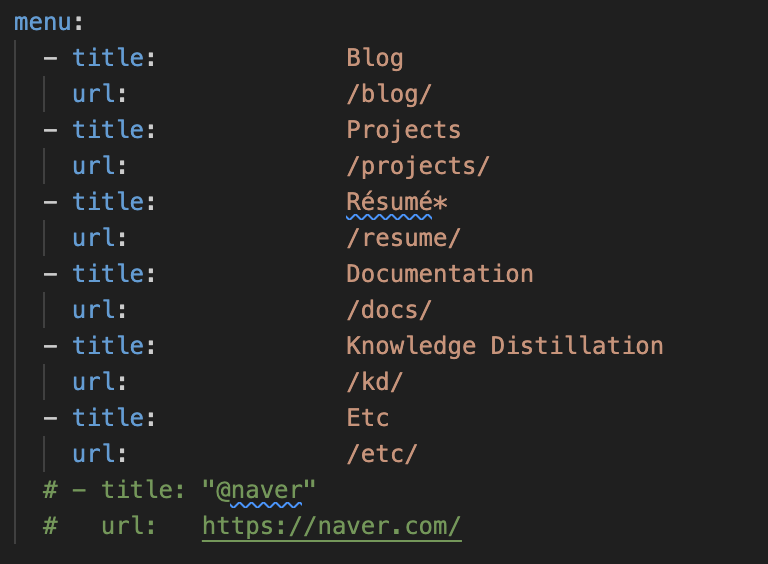 menu:
  - title:             Blog
    url:               /blog/
  - title:             Projects
    url:               /projects/
  - title:             Résumé*
    url:               /resume/
  - title:             Documentation
    url:               /docs/
  - title:             Knowledge Distillation
    url:               /kd/
  - title:             Etc
    url:               /etc/
  # - title: "@naver"
  #   url:   https://naver.com/